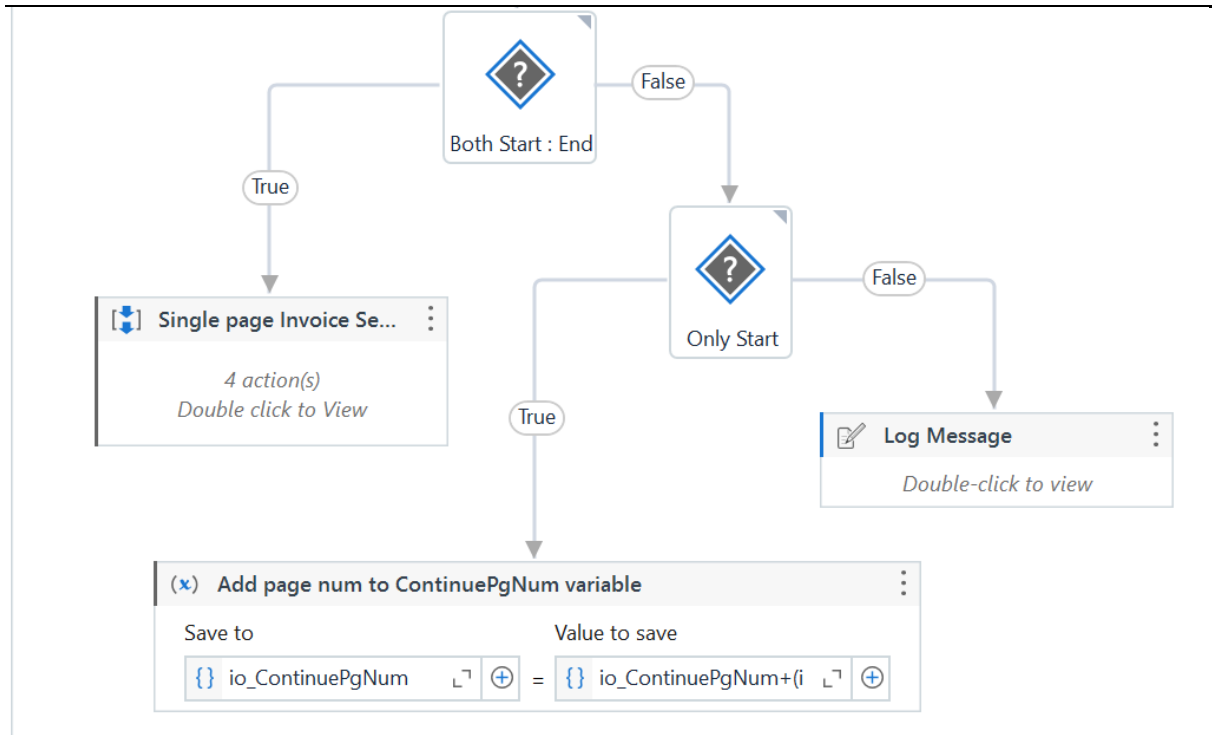 ?
Both Start : End
False
True
?
Only Start
False
True
Single page Invoice Se...
4 action(s)
Double click to View
Log Message
Double-click to view
(x) Add page num to ContinuePgNum variable
Save to
Value to save
{} io_ContinuePgNum = {} io_ContinuePgNum+(i